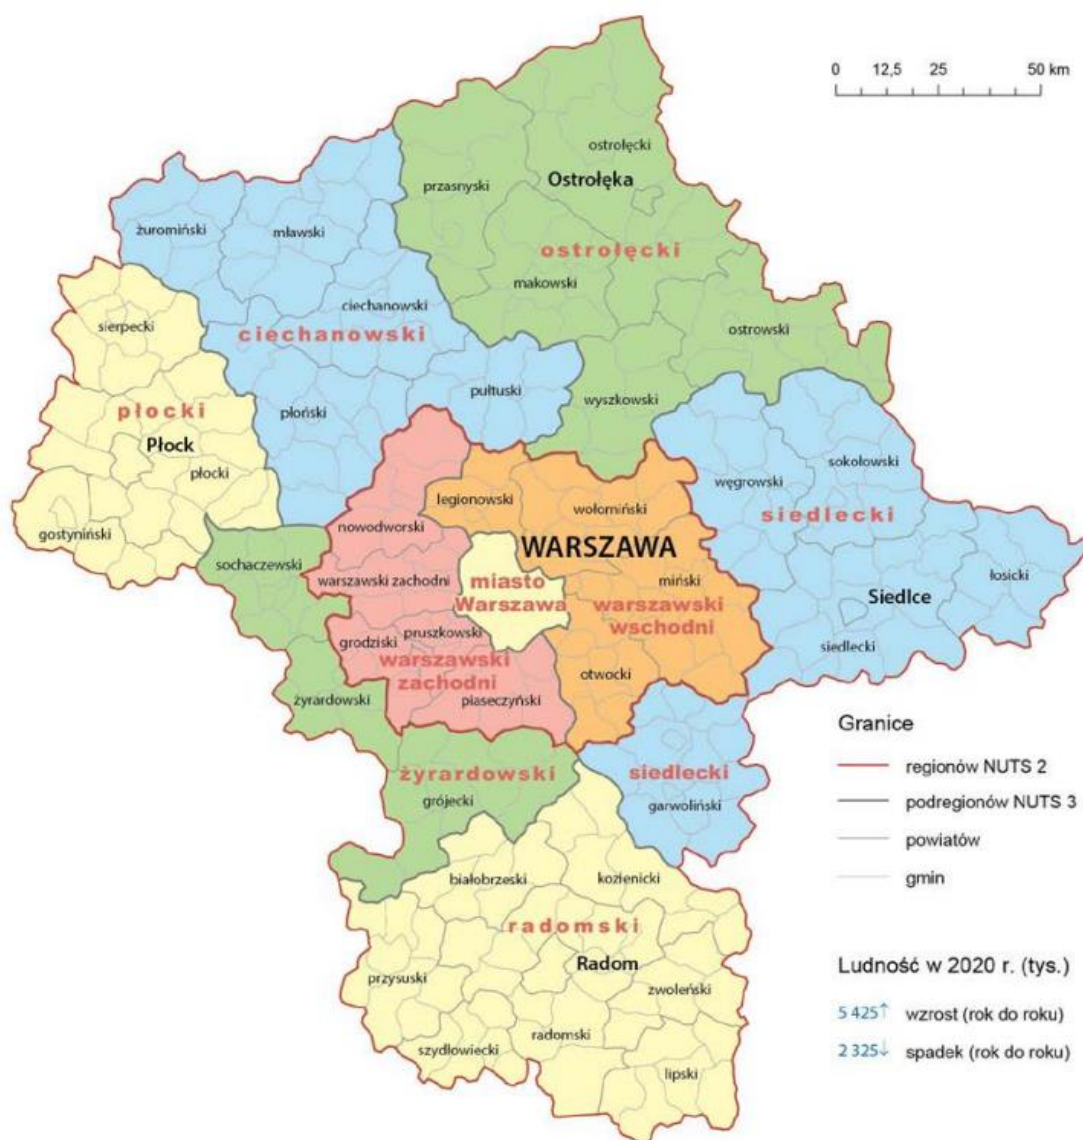 0 12,5 25 50 km
ostrołęcki
przasnyski
Ostrołęka
żuromiński
mławski
ostrołęcki
makowski
ciechanowski
sierpecki
ciechanowski
ostrowski
pułtuski
wyszkowski
płocki
płoński
Płock
płocki
sokołowski
węgrowski
legionowski
wołomiński
siedlecki
nowodworski
gostyniński
WARSZAWA
sochaczewski
warszawski zachodni
miasto
Warszawa
miński
łosicki
Siedlce
warszawski
wschodni
pruszkowski
grodziski
siedlecki
warszawski
zachodni
otwocki
żyrardowski
piaseczyński
Granice
żyrardowski
siedlecki
regionów NUTS 2
grójecki
garwoliński
podregionów NUTS 3
powiatów
gmin
białobrzeski
kozienicki
radomski
Radom
Ludność w 2020 r. (tys.)
przysuski
zwoleński
5 425↑ wzrost (rok do roku)
radomski
szydłowiecki
2 325↓ spadek (rok do roku)
lipski